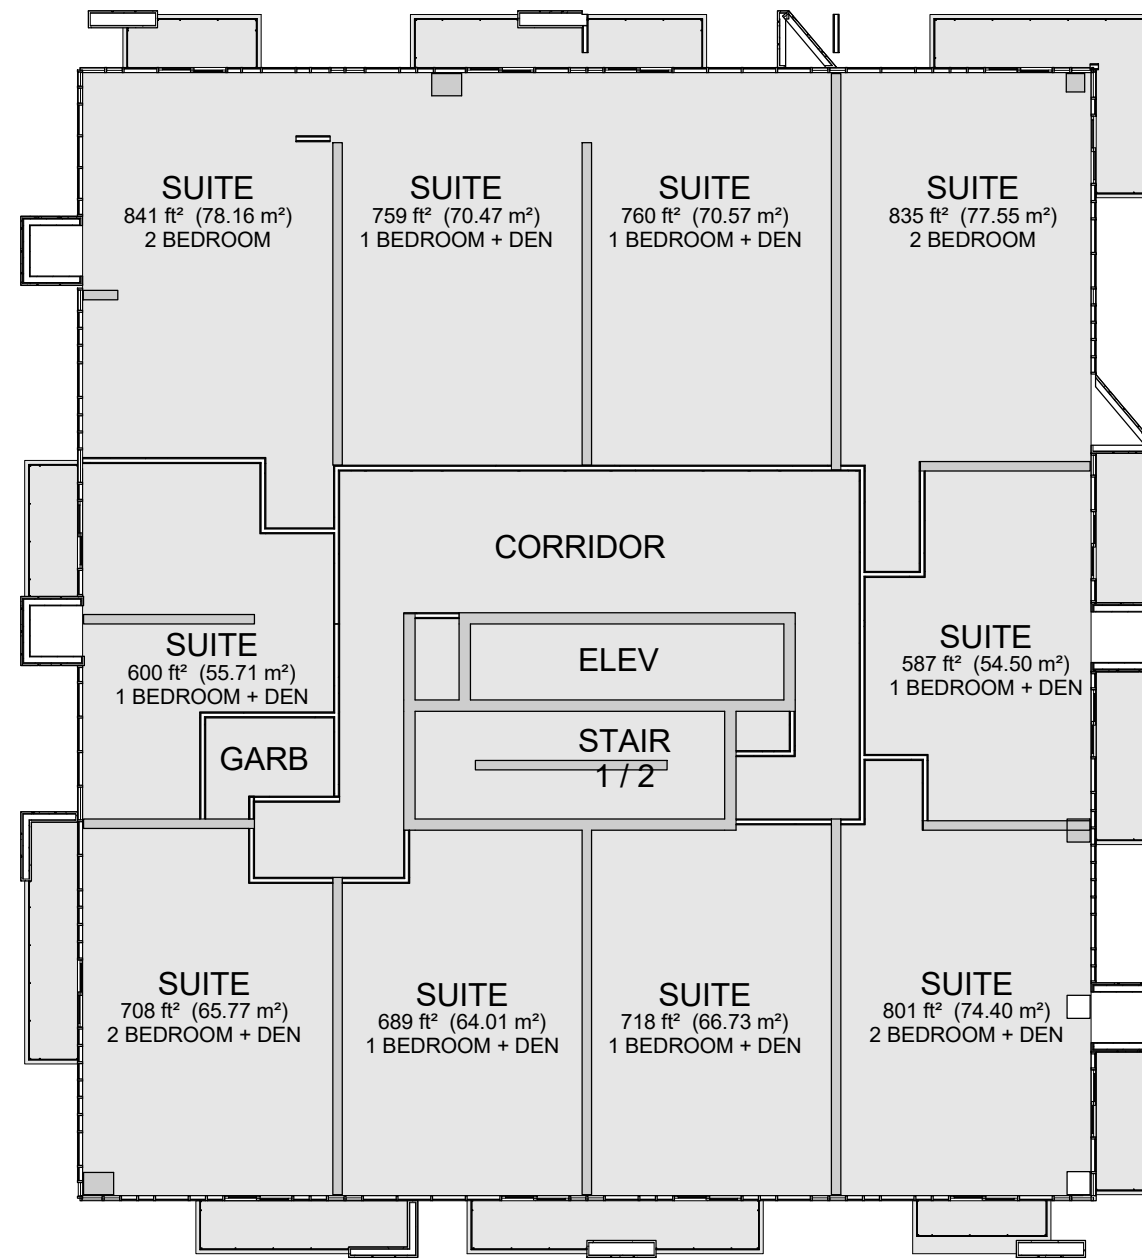 SUITE
841 ft² (78.16 m²)
2 BEDROOM
SUITE
759 ft² (70.47 m²)
1 BEDROOM + DEN
SUITE
760 ft² (70.57 m²)
1 BEDROOM + DEN
SUITE
835 ft² (77.55 m²)
2 BEDROOM
CORRIDOR
SUITE
600 ft² (55.71 m²)
1 BEDROOM + DEN
ELEV
SUITE
587 ft² (54.50 m²)
1 BEDROOM + DEN
GARB
STAIR
1 / 2
SUITE
708 ft² (65.77 m²)
2 BEDROOM + DEN
SUITE
689 ft² (64.01 m²)
1 BEDROOM + DEN
SUITE
718 ft² (66.73 m²)
1 BEDROOM + DEN
SUITE
801 ft² (74.40 m²)
2 BEDROOM + DEN